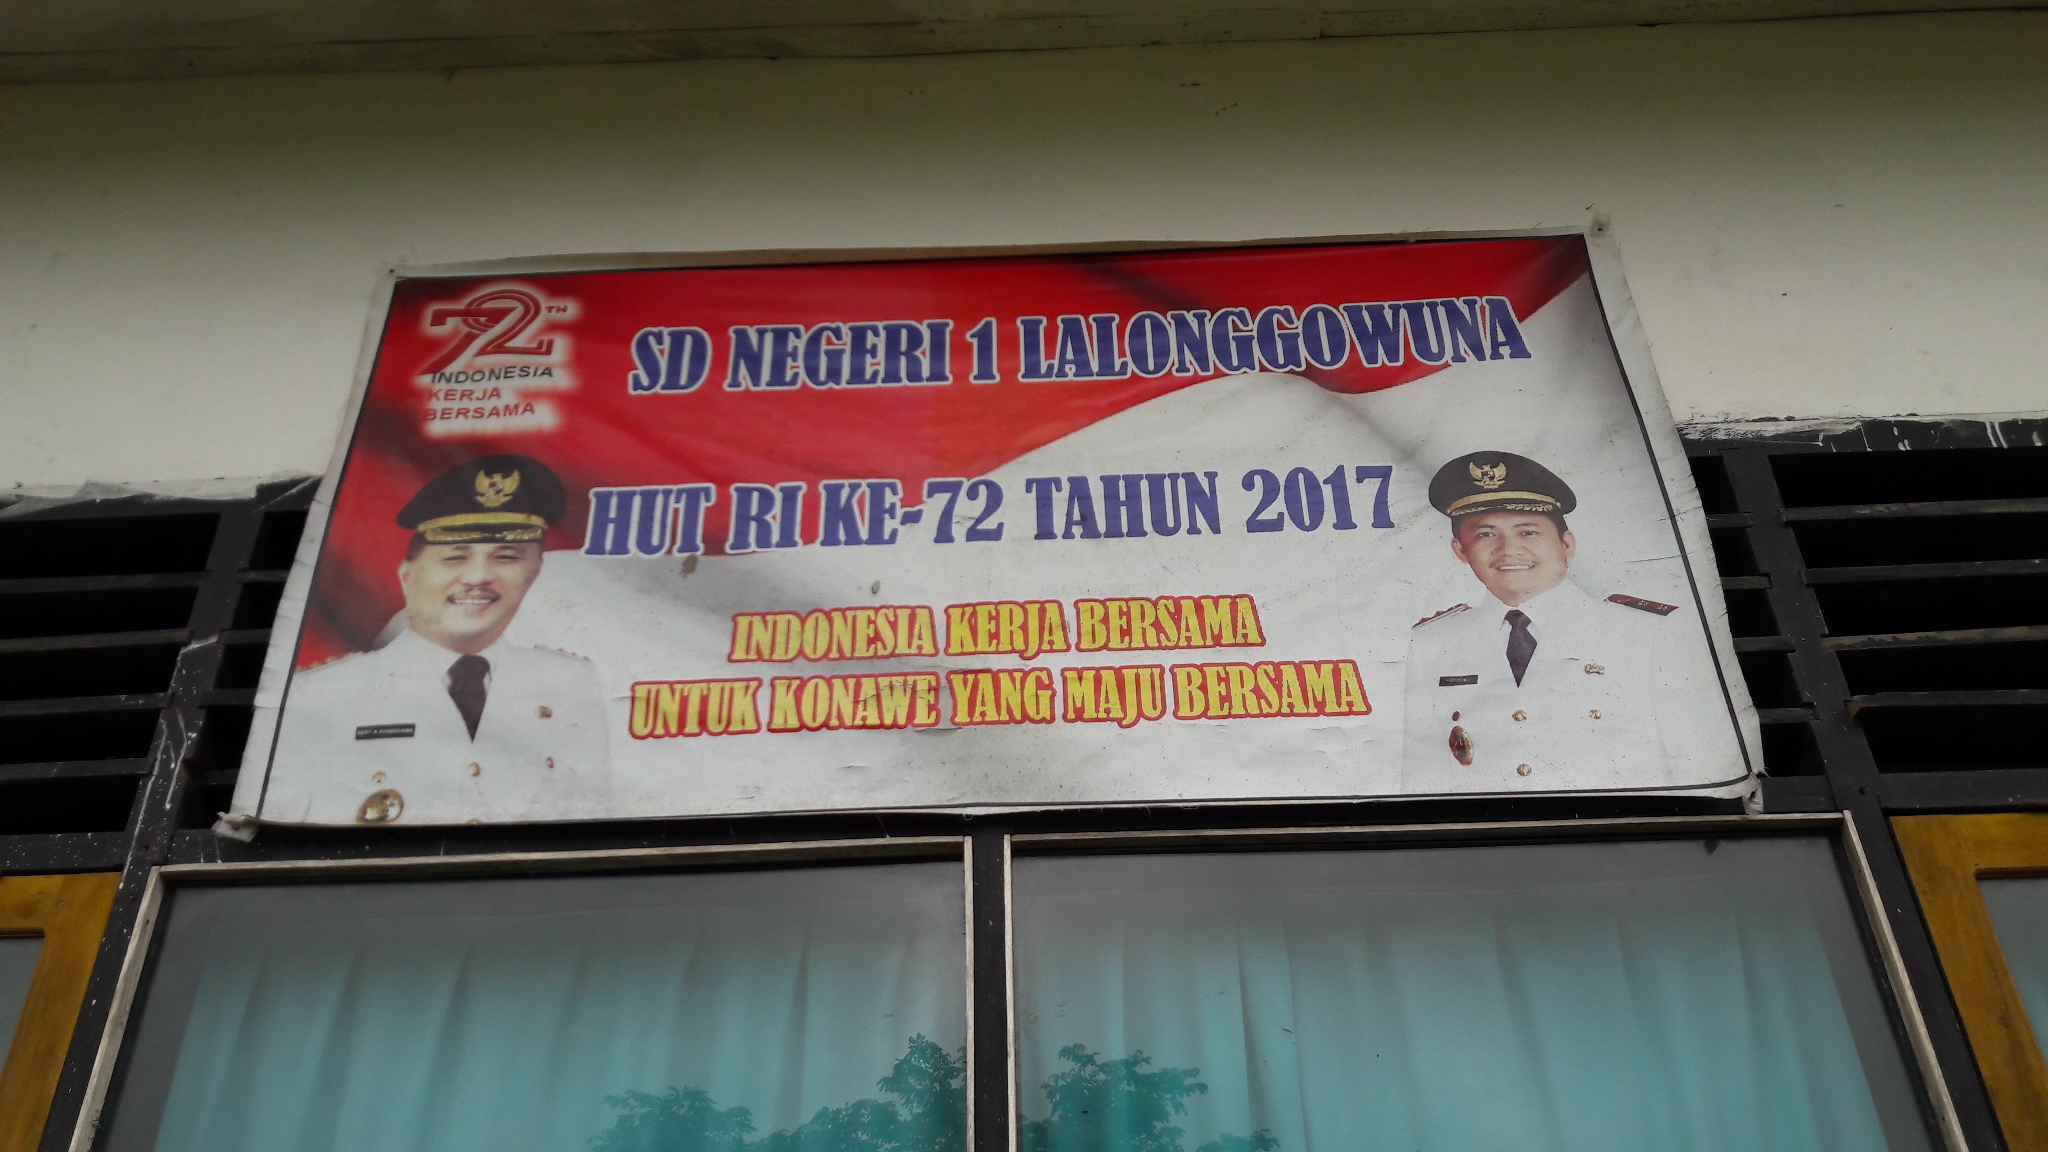 72TH
INDONESIA
KERJA
BERSAMA
SD NEGERI 1 LALONGGOWUNA
HUT RI KE-72 TAHUN 2017
INDONESIA KERJA BERSAMA
UNTUK KONAWE YANG MAJU BERSAMA